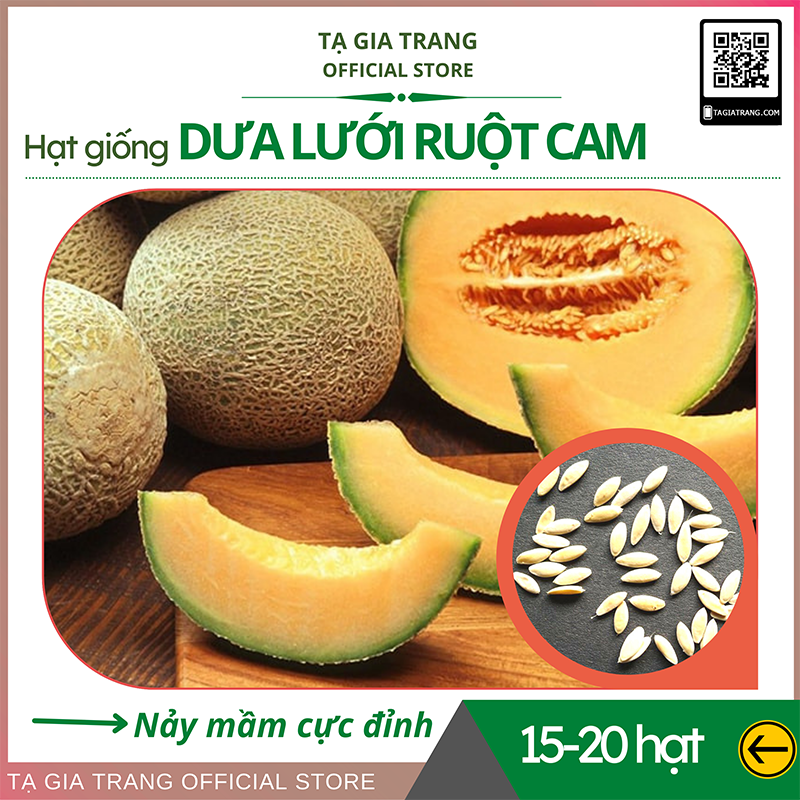 TẠ GIA TRANG
OFFICIAL STORE
TAGIATRANG.COM
Hạt giống DƯA LƯỚI RUỘT CAM
Nảy mầm cực đỉnh
15-20 hạt
TẠ GIA TRANG OFFICIAL STORE